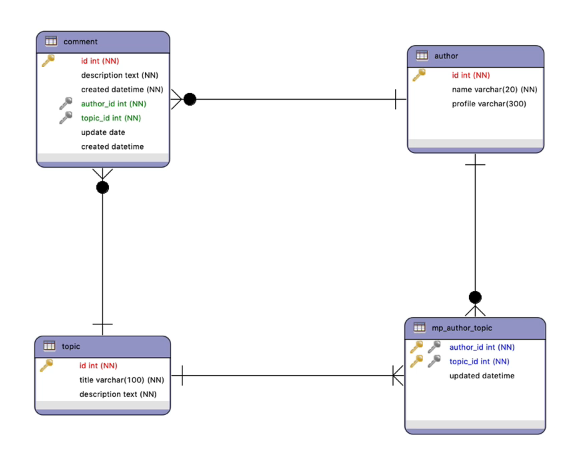 comment
id int (NN)
description text (NN)
created datetime (NN)
author_id int (NN)
topic_id int (NN)
update date
created datetime
author
id int (NN)
name varchar(20) (NN)
profile varchar(300)
topic
id int (NN)
title varchar(100) (NN)
description text (NN)
mp_author_topic
author_id int (NN)
topic_id int (NN)
updated datetime